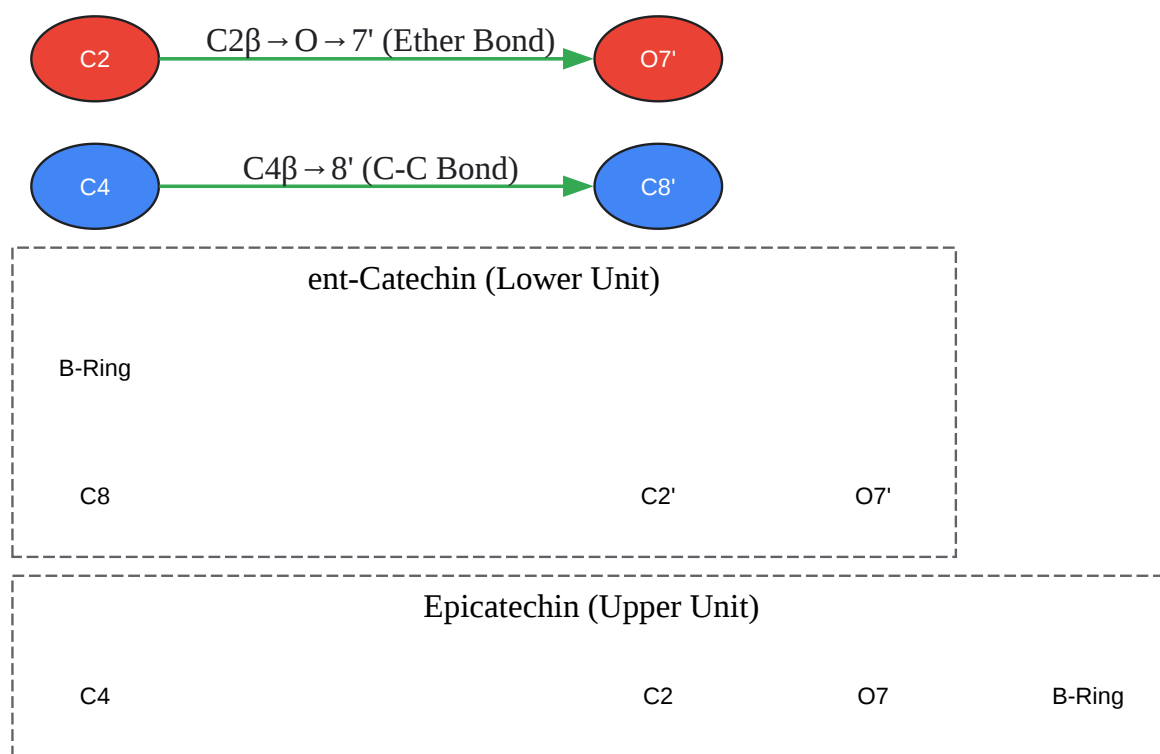 C2 C2β→O→7' (Ether Bond) O7'
C4 C4β→8' (C-C Bond) C8'
ent-Catechin (Lower Unit)
B-Ring
C8 C2' O7'
Epicatechin (Upper Unit)
C4 C2 O7 B-Ring